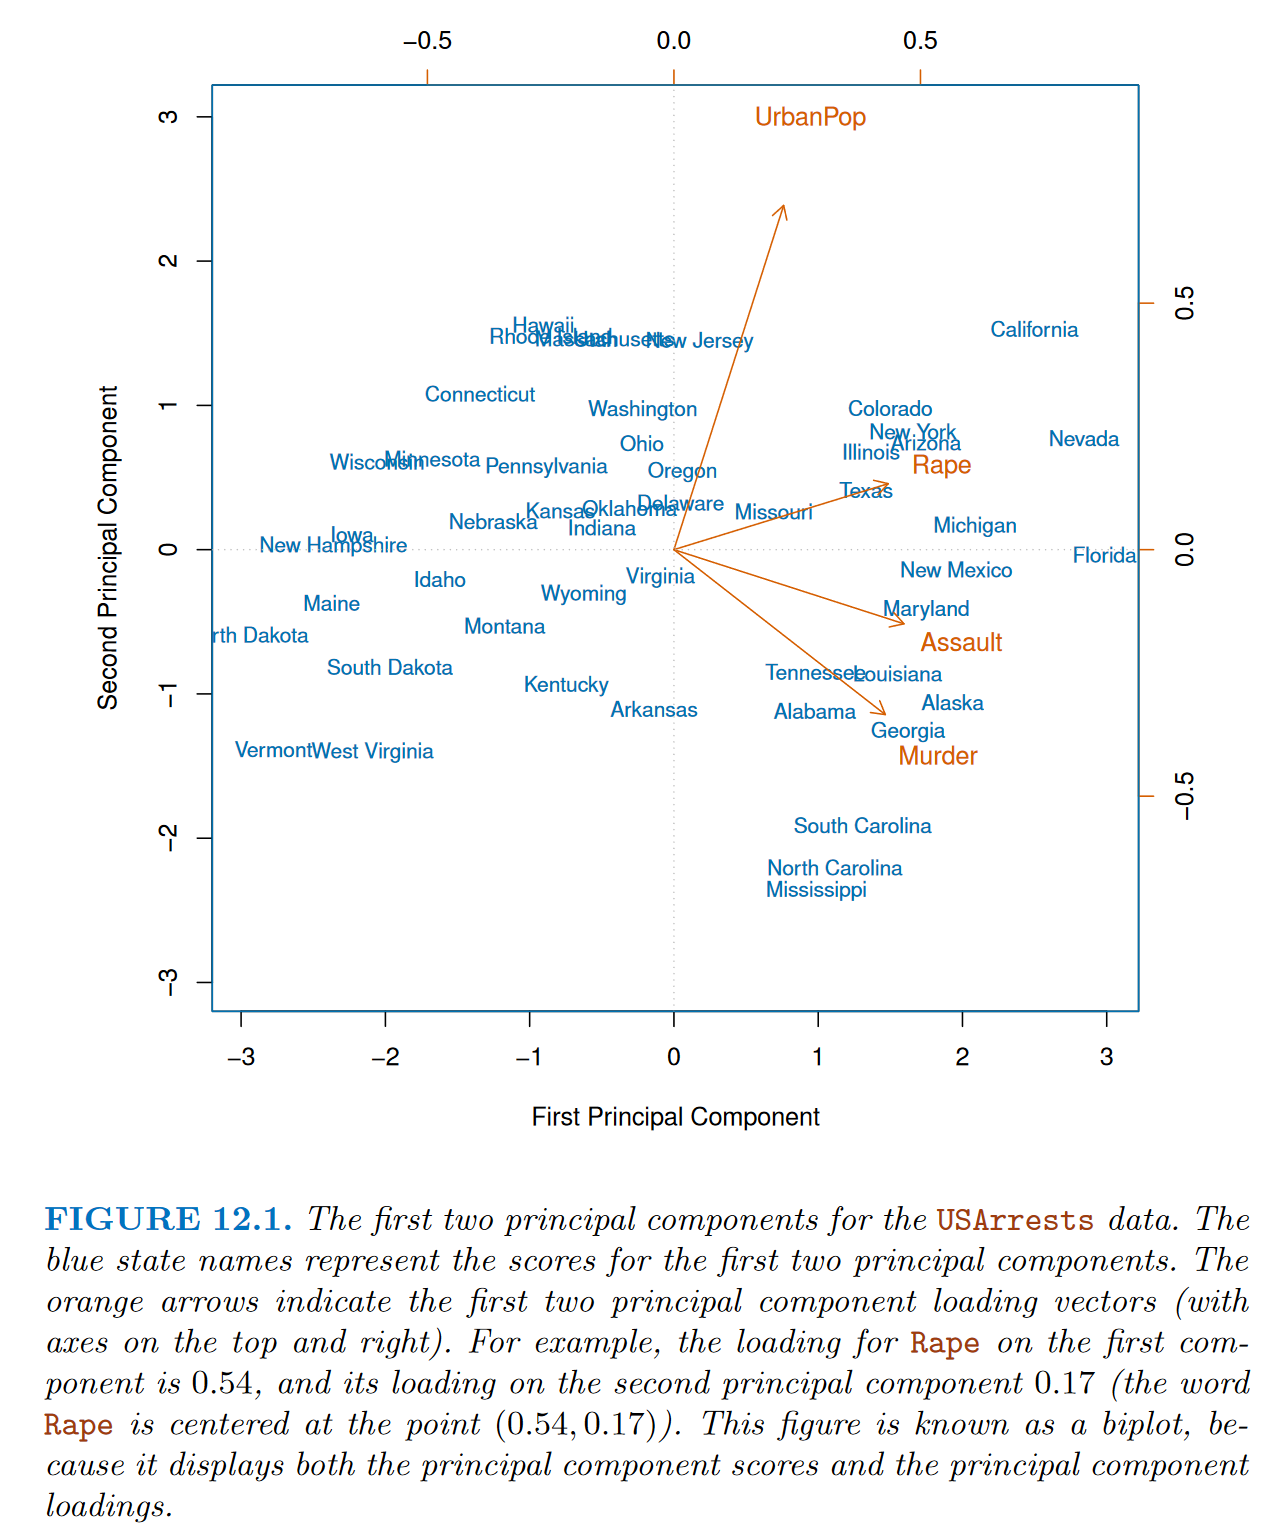 −0.5 0.0 0.5
3
UrbanPop
2
0.5
Hawaii
California
Rhode Island
Massachusetts
Utah
New Jersey
Connecticut
1
Washington
Colorado
New York
Nevada
Ohio
Arizona
Illinois
Wisconsin
Minnesota
Pennsylvania
Oregon
Rape
Texas
Delaware
Kansas
Oklahoma
Missouri
Nebraska
Indiana
Michigan
Iowa
New Hampshire
0
0.0
Florida
Virginia
New Mexico
Idaho
Wyoming
Maine
Maryland
Montana
rth Dakota
Assault
South Dakota
Tennessee
Louisiana
Kentucky
−1
Alaska
Arkansas
Alabama
Georgia
Vermont
West Virginia
Murder
−0.5
South Carolina
−2
North Carolina
Mississippi
−3
Second Principal Component
−3 −2 −1 0 1 2 3
First Principal Component
FIGURE 12.1. The first two principal components for the USArrests data. The
blue state names represent the scores for the first two principal components. The
orange arrows indicate the first two principal component loading vectors (with
axes on the top and right). For example, the loading for Rape on the first com-
ponent is 0.54, and its loading on the second principal component 0.17 (the word
Rape is centered at the point (0.54, 0.17)). This figure is known as a biplot, be-
cause it displays both the principal component scores and the principal component
loadings.